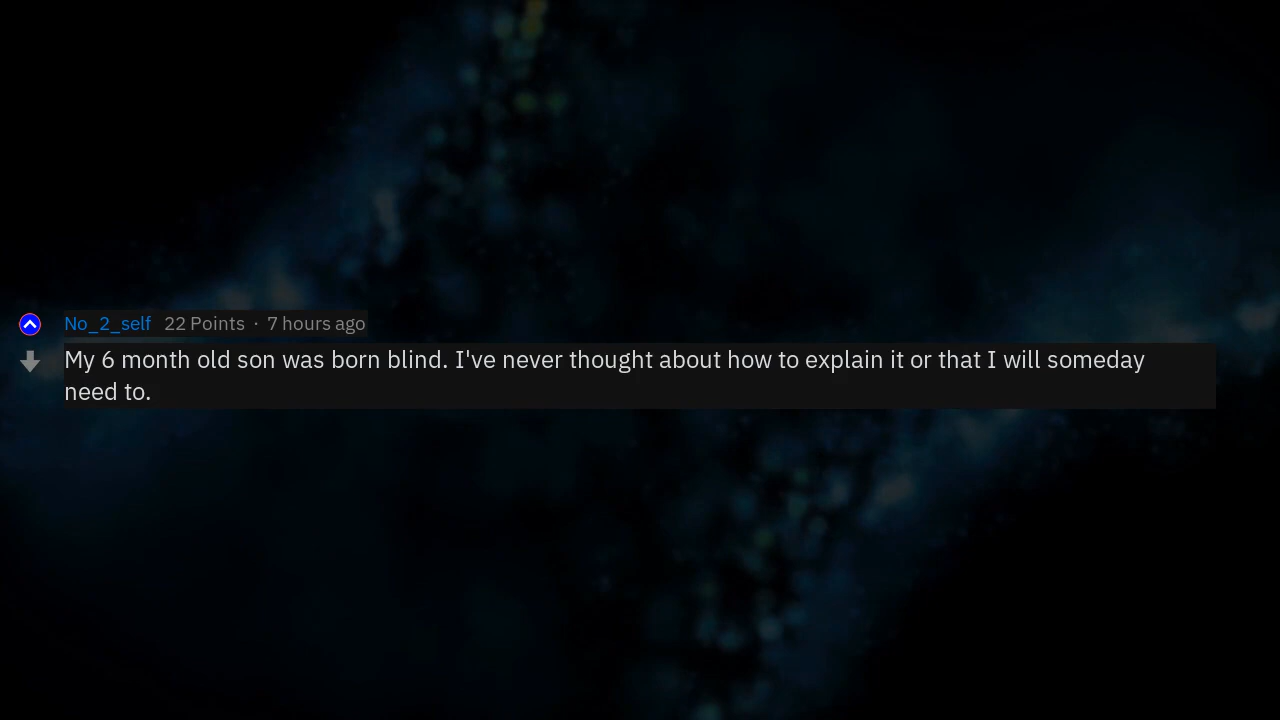 No_2_self 22 Points · 7 hours ago
My 6 month old son was born blind. I've never thought about how to explain it or that I will someday
need to.